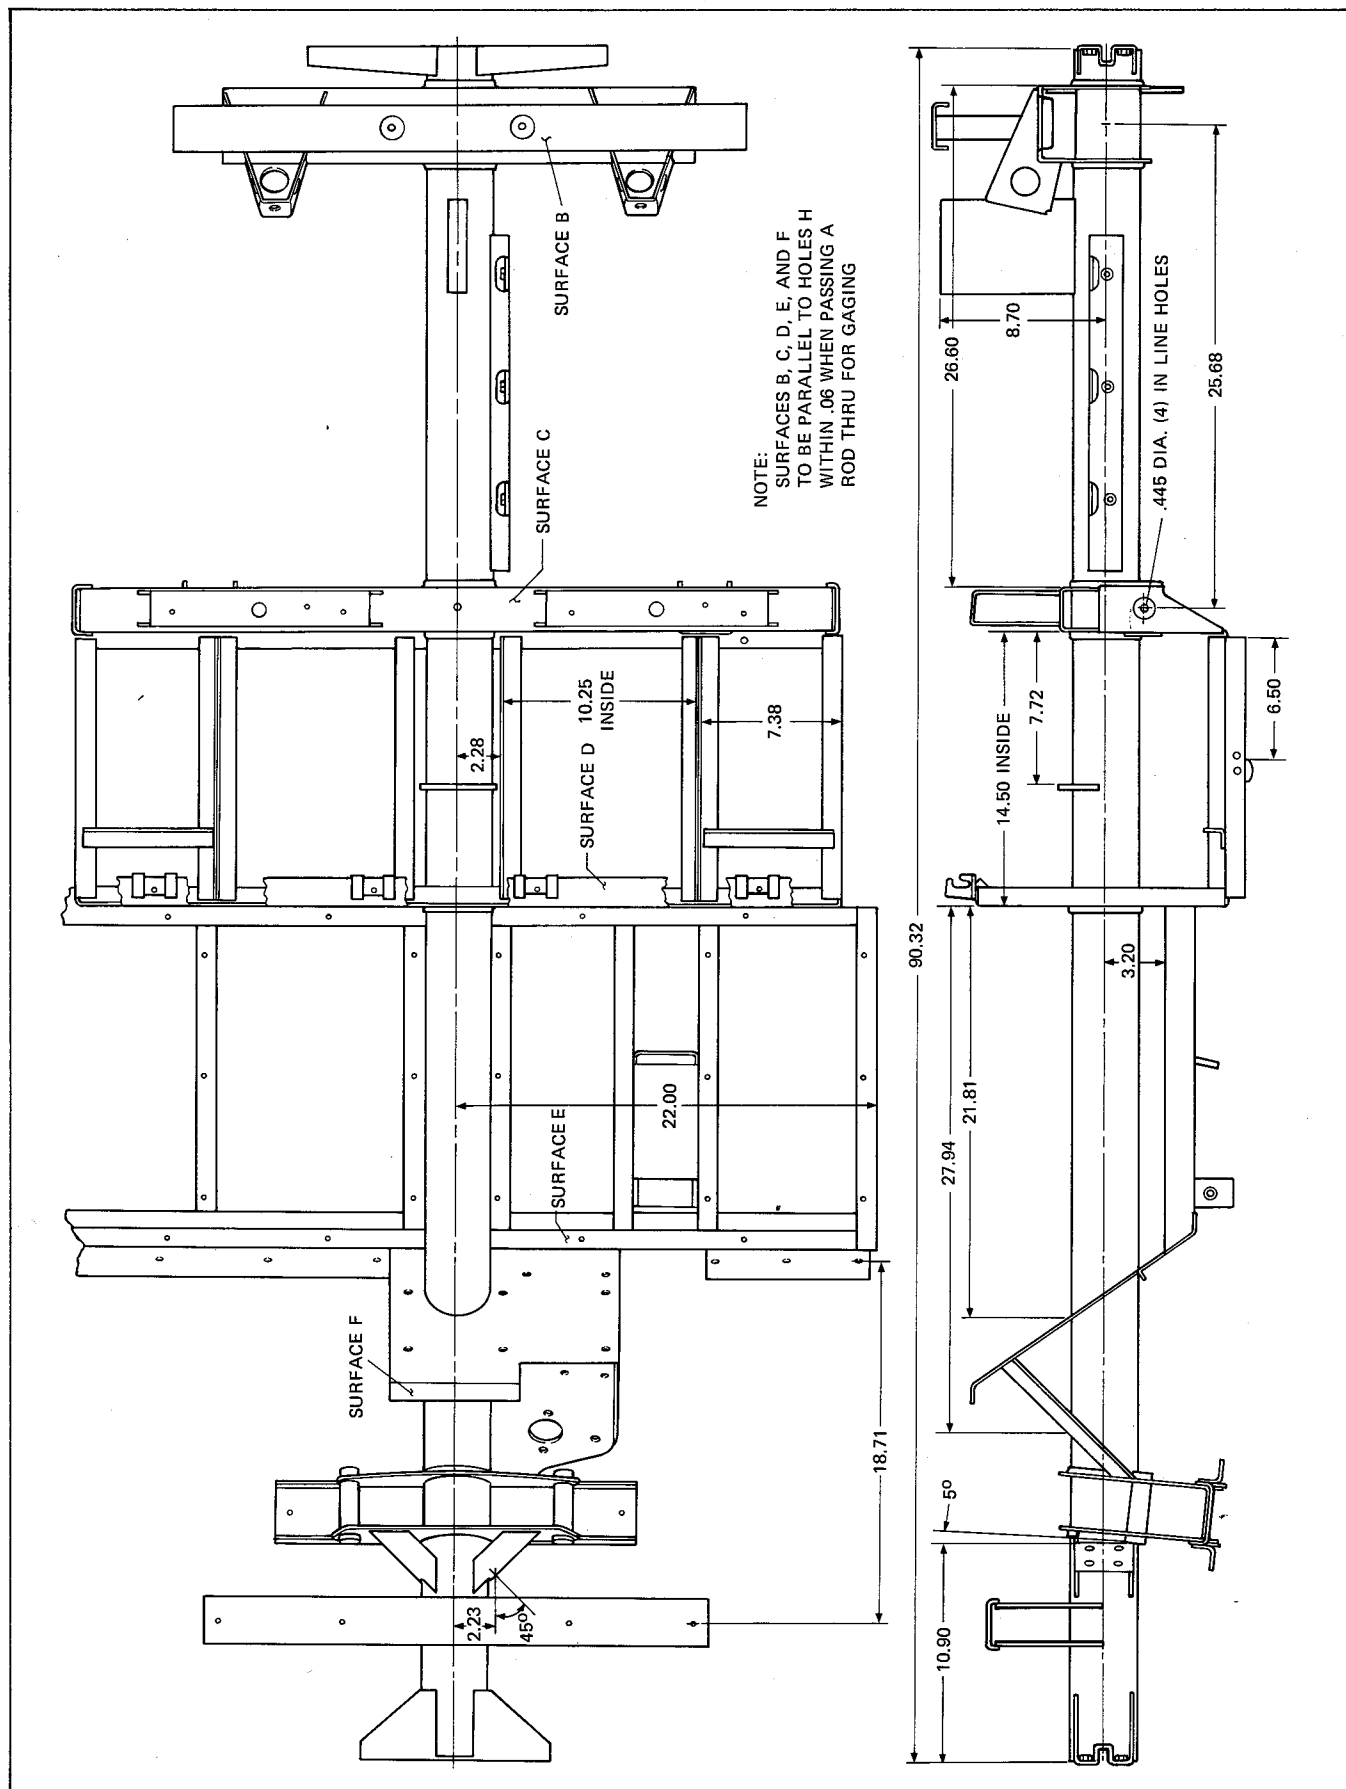 SURFACE B
SURFACE C
NOTE:
SURFACES B, C, D, E, AND F
TO BE PARALLEL TO HOLES H
WITHIN .06 WHEN PASSING A
ROD THRU FOR GAGING
10.25
INSIDE
2.28
7.38
SURFACE D
SURFACE E
22.00
SURFACE F
18.71
2.23
45º
8.70
26.60
.445 DIA. (4) IN LINE HOLES
25.68
14.50 INSIDE
7.72
6.50
90.32
3.20
21.81
27.94
5º
10.90